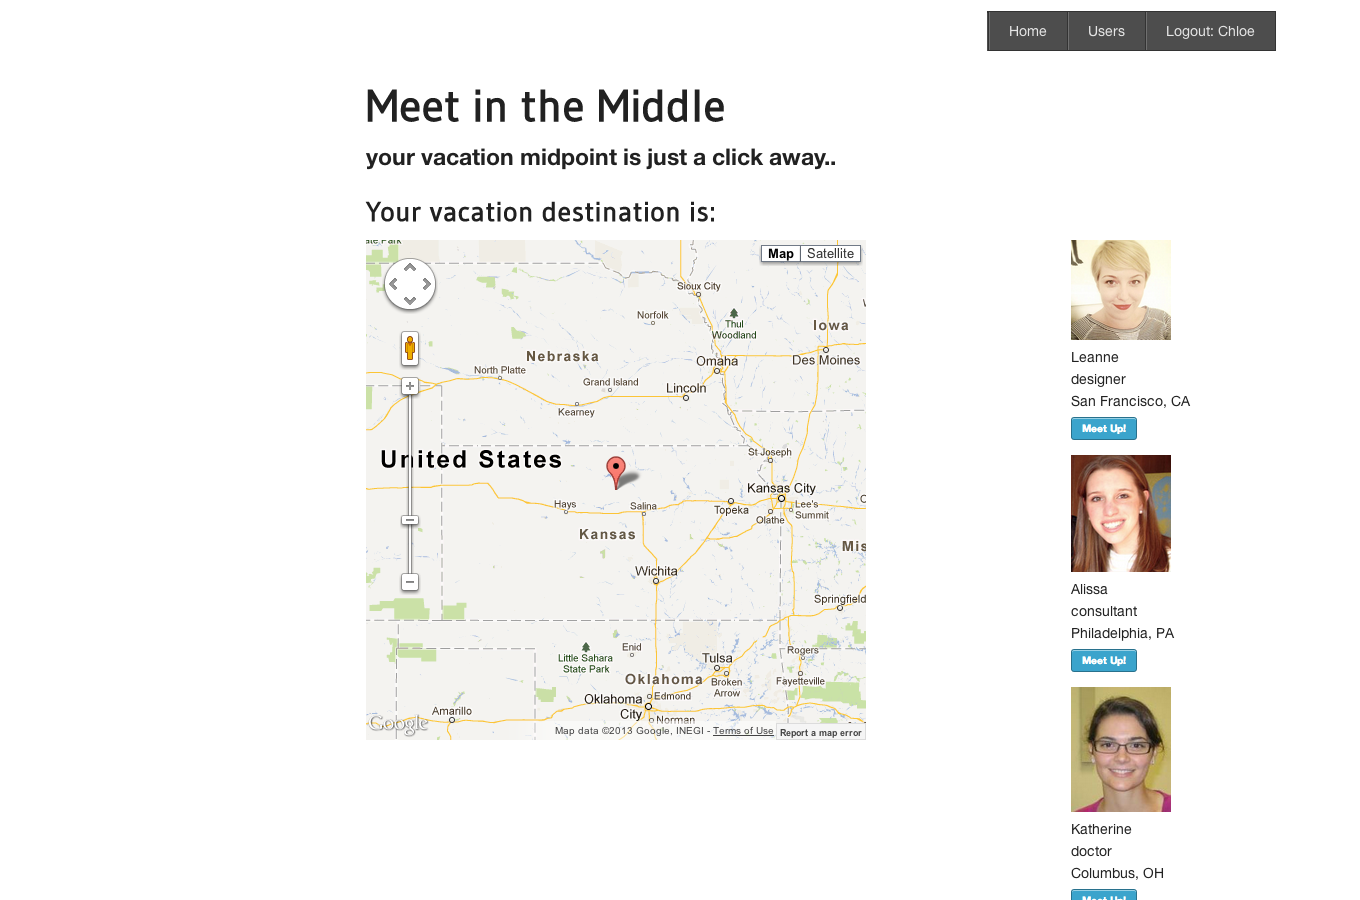 Home Users Logout: Chloe
Meet in the Middle
your vacation midpoint is just a click away..
Your vacation destination is:
Map Satellite
Sioux City
Norfolk
Thul
Woodland
Iowa
Nebraska
Omaha
Des Moines
North Platte
Grand Island
Lincoln
Kearney
United States
St Joseph
Kansas City
Hays
Salina
Topeka
Lee's
Summit
Olathe
Kansas
Mis
Wichita
Springfield
Enid
Little Sahara
State Park
Tulsa
Rogers
Oklahoma
Broken
Arrow
Fayetteville
Oklahoma
City
Edmond
Amarillo
Norman
Google
Map data ©2013 Google, INEGI - Terms of Use Report a map error
Leanne
designer
San Francisco, CA
Meet Up!
Alissa
consultant
Philadelphia, PA
Meet Up!
Katherine
doctor
Columbus, OH
Meet Up!